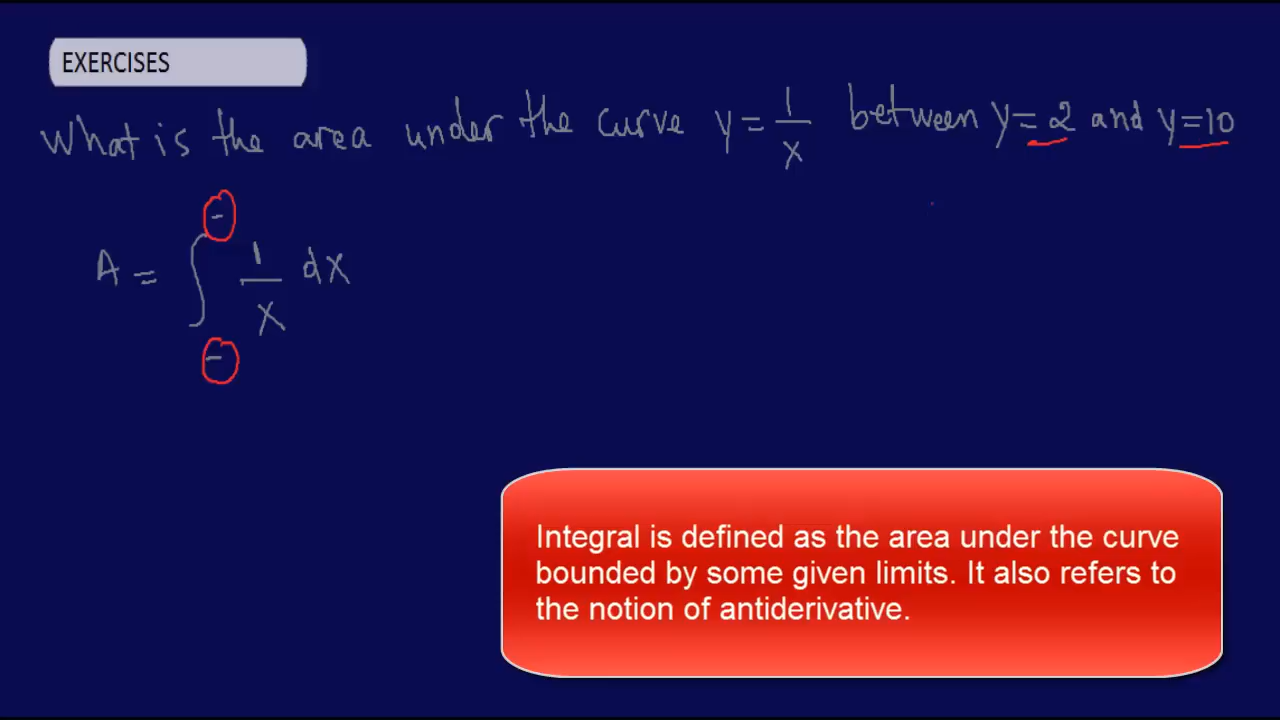 EXERCISES
What is the area under the curve y = 1/x between y = 2 and y = 10
A = ∫ 1/x dx
Integral is defined as the area under the curve
bounded by some given limits. It also refers to
the notion of antiderivative.